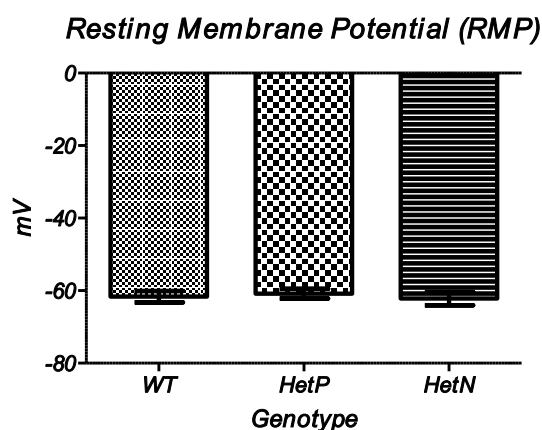 Resting Membrane Potential (RMP)
0
-20
-40
-60
-80
mV
WT HetP HetN
Genotype